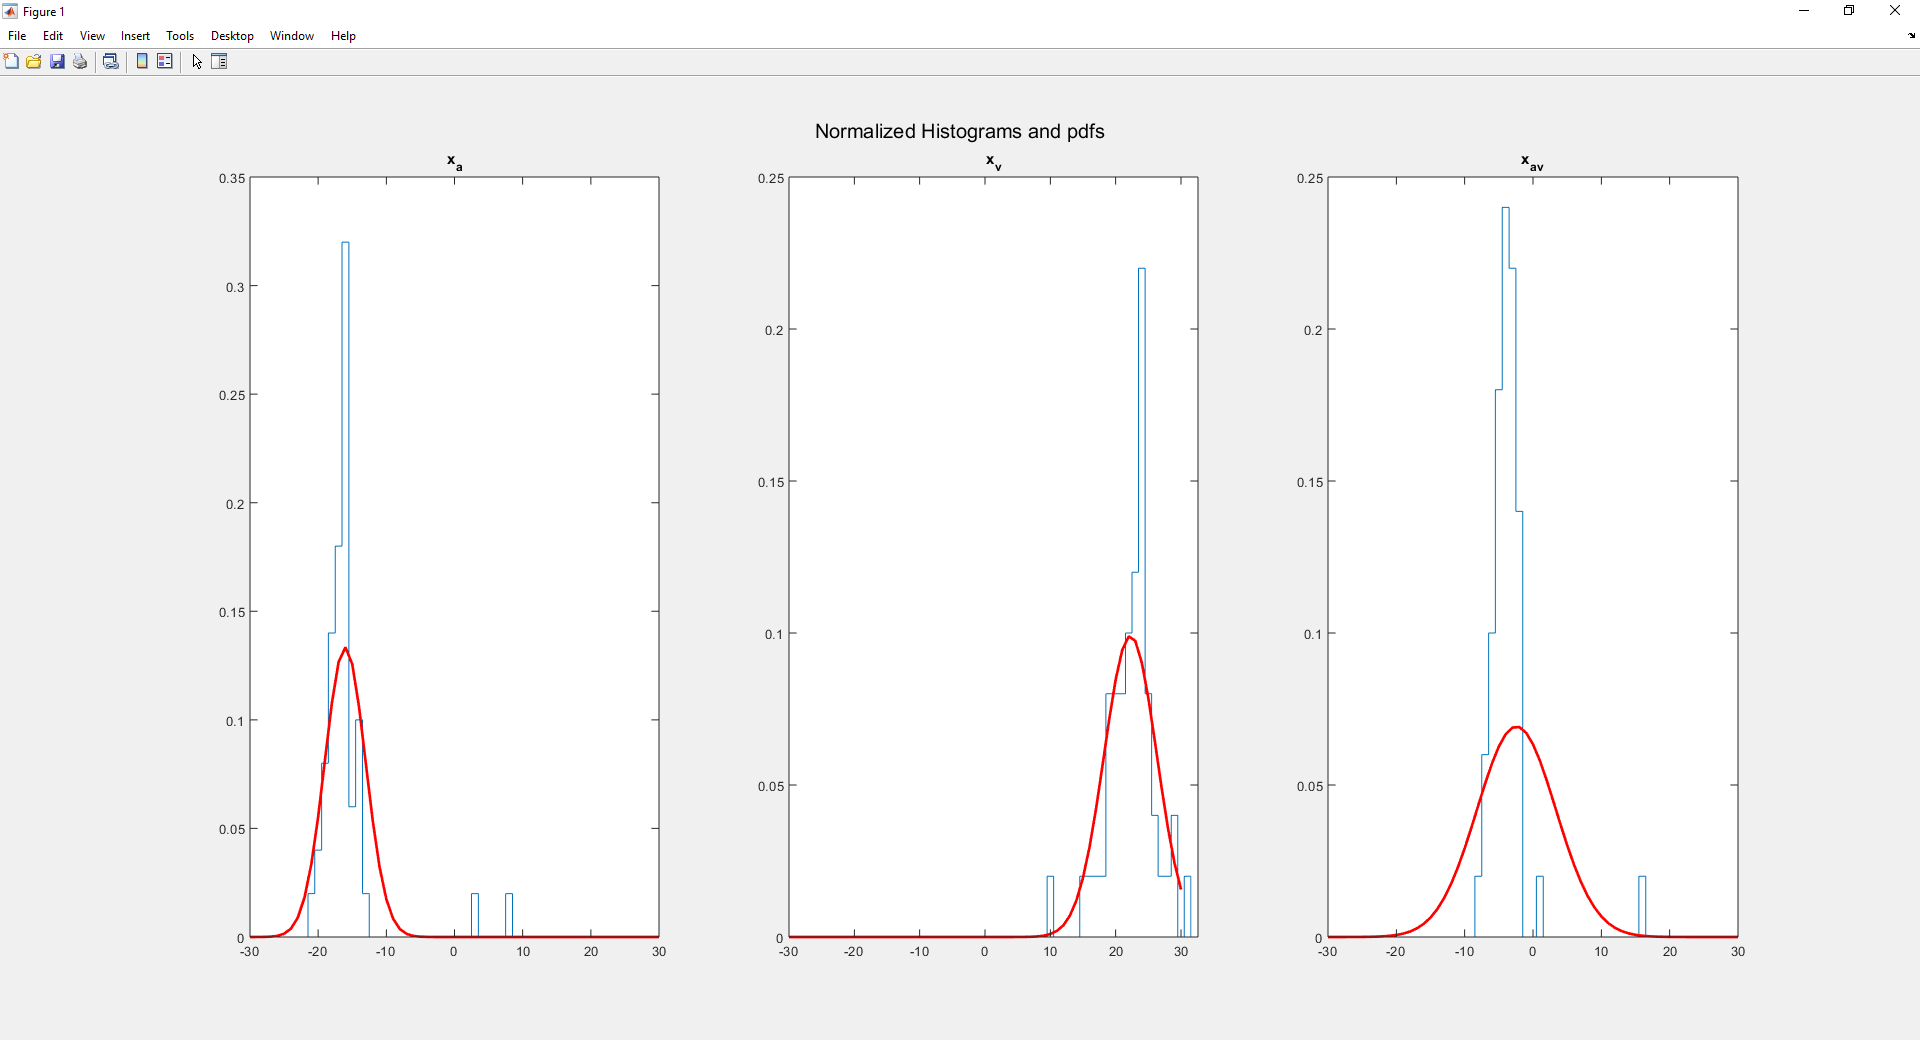 Figure 1
File Edit View Insert Tools Desktop Window Help
Normalized Histograms and pdfs
x_a
0.35
0.3
0.25
0.2
0.15
0.1
0.05
0
-30 -20 -10 0 10 20 30
x_v
0.25
0.2
0.15
0.1
0.05
0
-30 -20 -10 0 10 20 30
x_av
0.25
0.2
0.15
0.1
0.05
0
-30 -20 -10 0 10 20 30